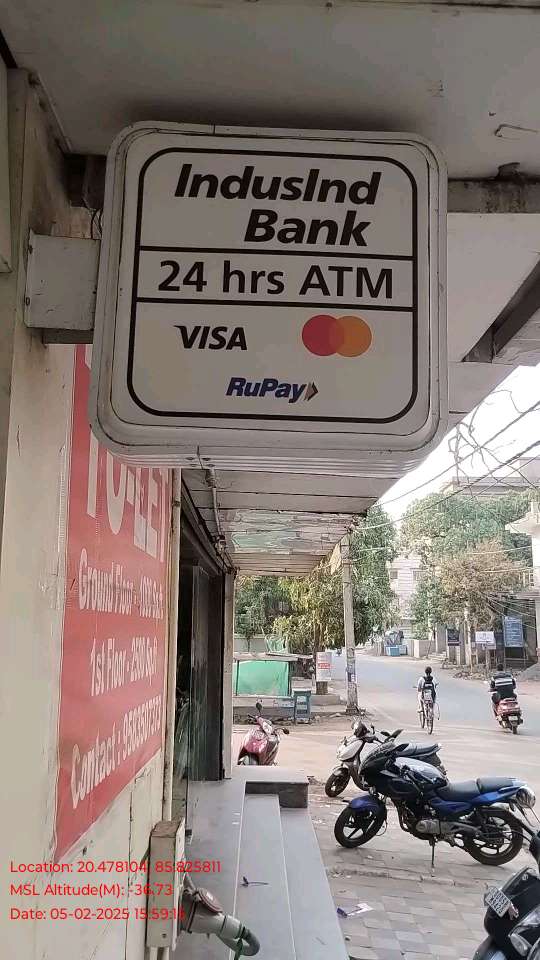 IndusInd
Bank
24 hrs ATM
VISA
RuPay
TO-LET
Ground Floor -
1st Floor - 2500
Contact :
Location: 20.478104, 85.825811
MSL Altitude(M): -36.73
Date: 05-02-2025 15:59:18